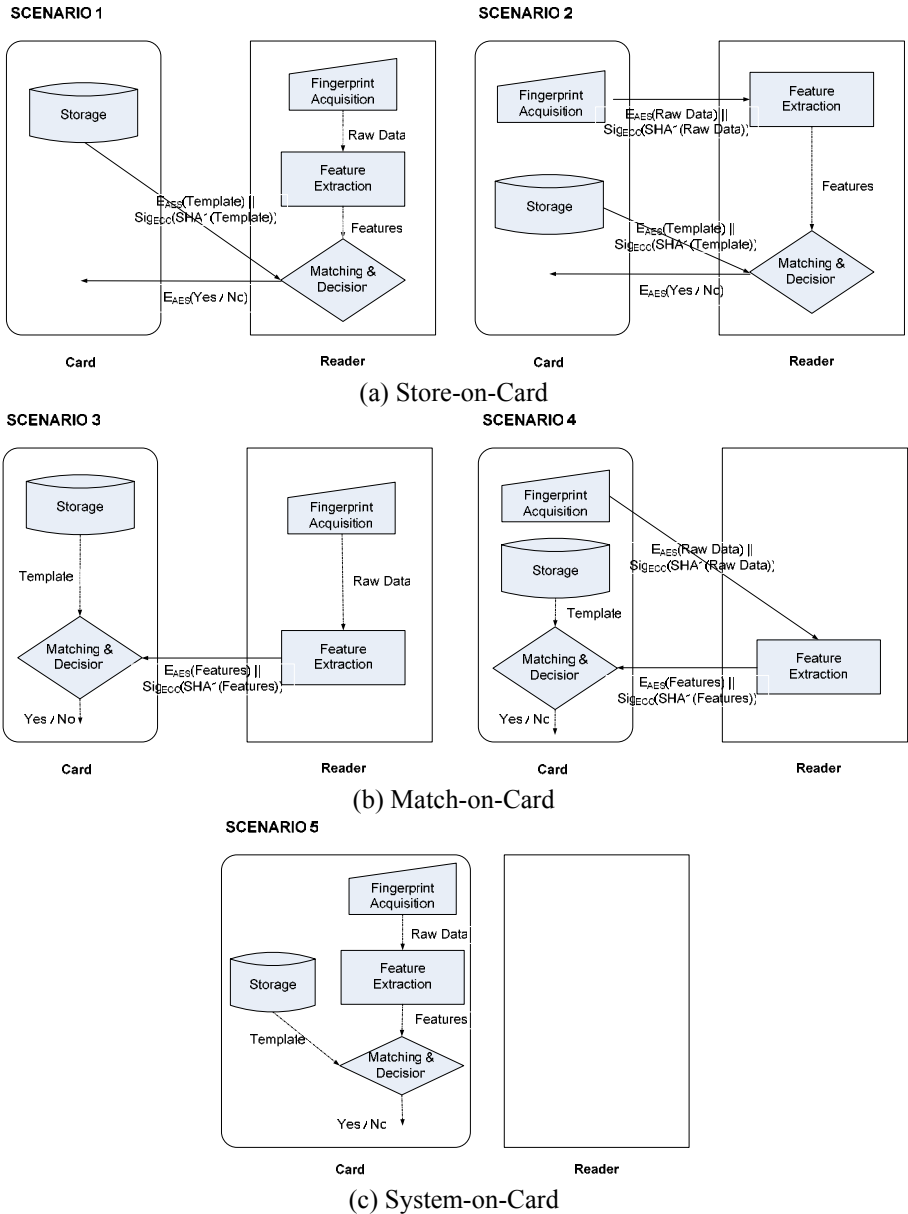 SCENARIO 1
Storage
Fingerprint
Acquisition
Raw Data
Feature
Extraction
Features
EAES(Template) ||
SigECC(SHA-(Template))
Matching &
Decision
EAES(Yes / No)
Card
Reader
SCENARIO 2
Fingerprint
Acquisition
EAES(Raw Data) ||
SigECC(SHA-(Raw Data))
Feature
Extraction
Features
Storage
EAES(Template) ||
SigECC(SHA-(Template))
Matching &
Decision
EAES(Yes / No)
Card
Reader
(a) Store-on-Card
SCENARIO 3
Storage
Template
Matching &
Decision
Yes / No
Fingerprint
Acquisition
Raw Data
Feature
Extraction
EAES(Features) ||
SigECC(SHA-(Features))
Card
Reader
SCENARIO 4
Fingerprint
Acquisition
EAES(Raw Data) ||
SigECC(SHA-(Raw Data))
Storage
Template
Matching &
Decision
Yes / No
Feature
Extraction
EAES(Features) ||
SigECC(SHA-(Features))
Card
Reader
(b) Match-on-Card
SCENARIO 5
Fingerprint
Acquisition
Raw Data
Storage
Feature
Extraction
Template
Features
Matching &
Decision
Yes / No
Card
Reader
(c) System-on-Card